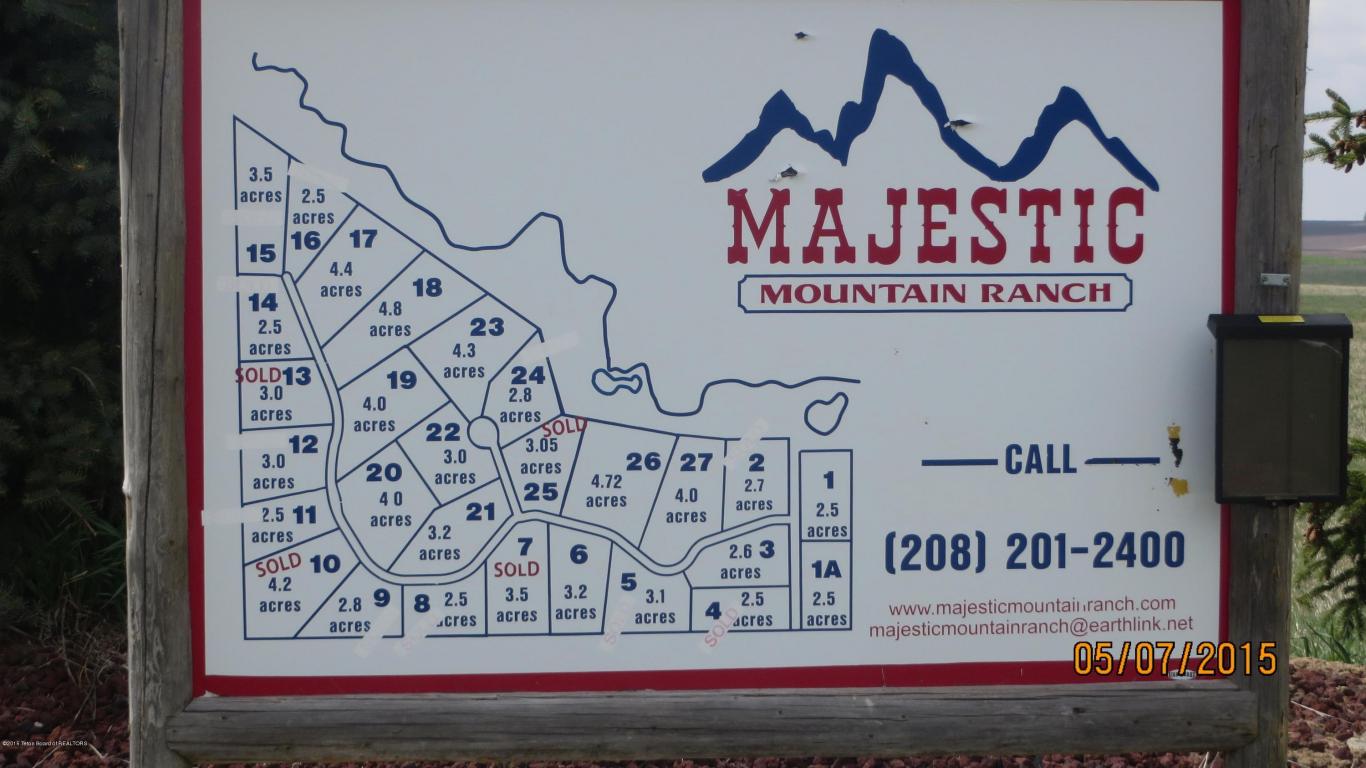 MAJESTIC
MOUNTAIN RANCH
3.5
acres
15
2.5
acres
16
17
4.4
acres
18
4.8
acres
14
2.5
acres
23
4.3
acres
SOLD 13
3.0
acres
19
4.0
acres
24
2.8
acres
12
3.0
acres
22
3.0
acres
SOLD
3.05
acres
25
26
4.72
acres
27
4.0
acres
2
2.7
acres
1
2.5
acres
20
4 0
acres
2.5 11
acres
21
3.2
acres
SOLD 10
4.2
acres
7
SOLD
3.5
acres
6
3.2
acres
2.6 3
acres
1A
2.5
acres
9
2.8
acres
8 2.5
acres
5 3.1
acres
4 2.5
SOLD acres
CALL
(208) 201-2400
www.majesticmountainranch.com
majesticmountainranch@earthlink.net
05/07/2015